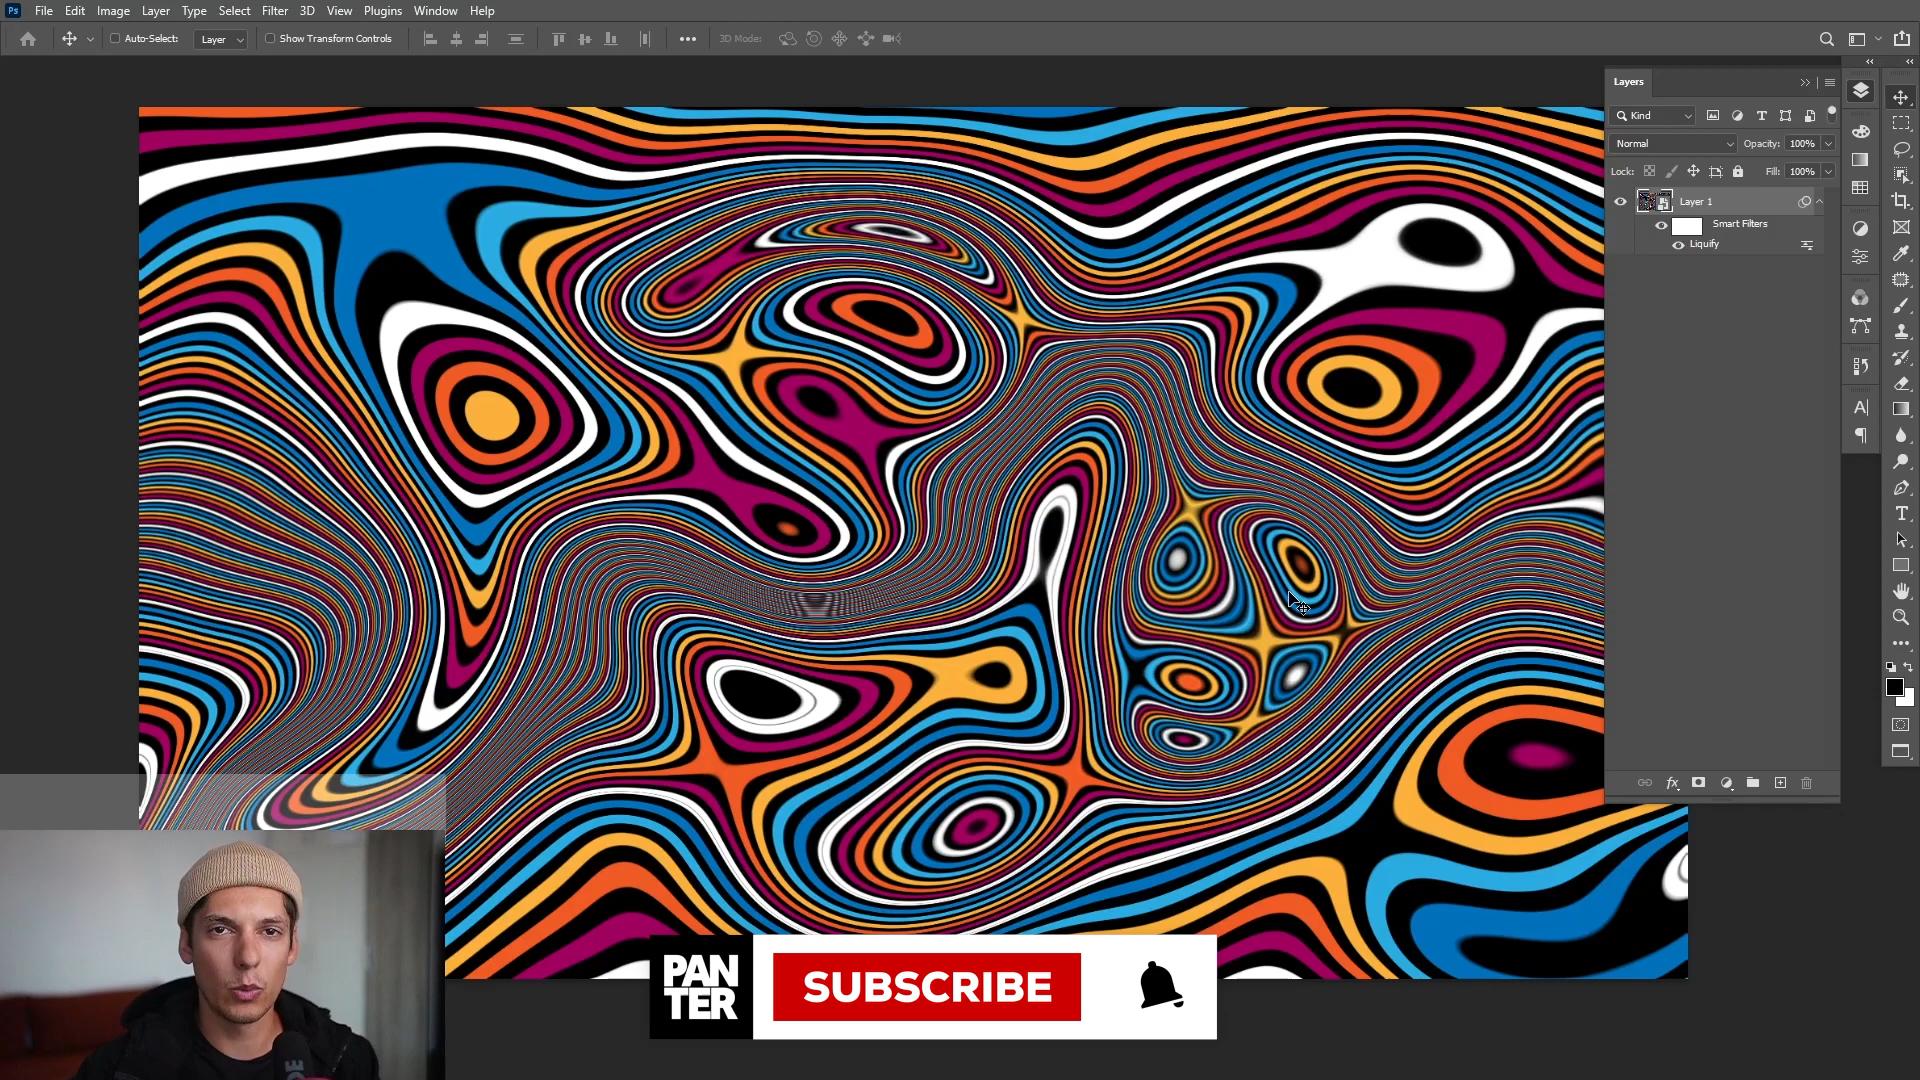 Ps File Edit Image Layer Type Select Filter 3D View Plugins Window Help
Auto-Select: Layer Show Transform Controls 3D Mode:
Layers
Kind
Normal Opacity: 100%
Lock: Fill: 100%
Layer 1
Smart Filters
Liquify
PAN
TER
SUBSCRIBE